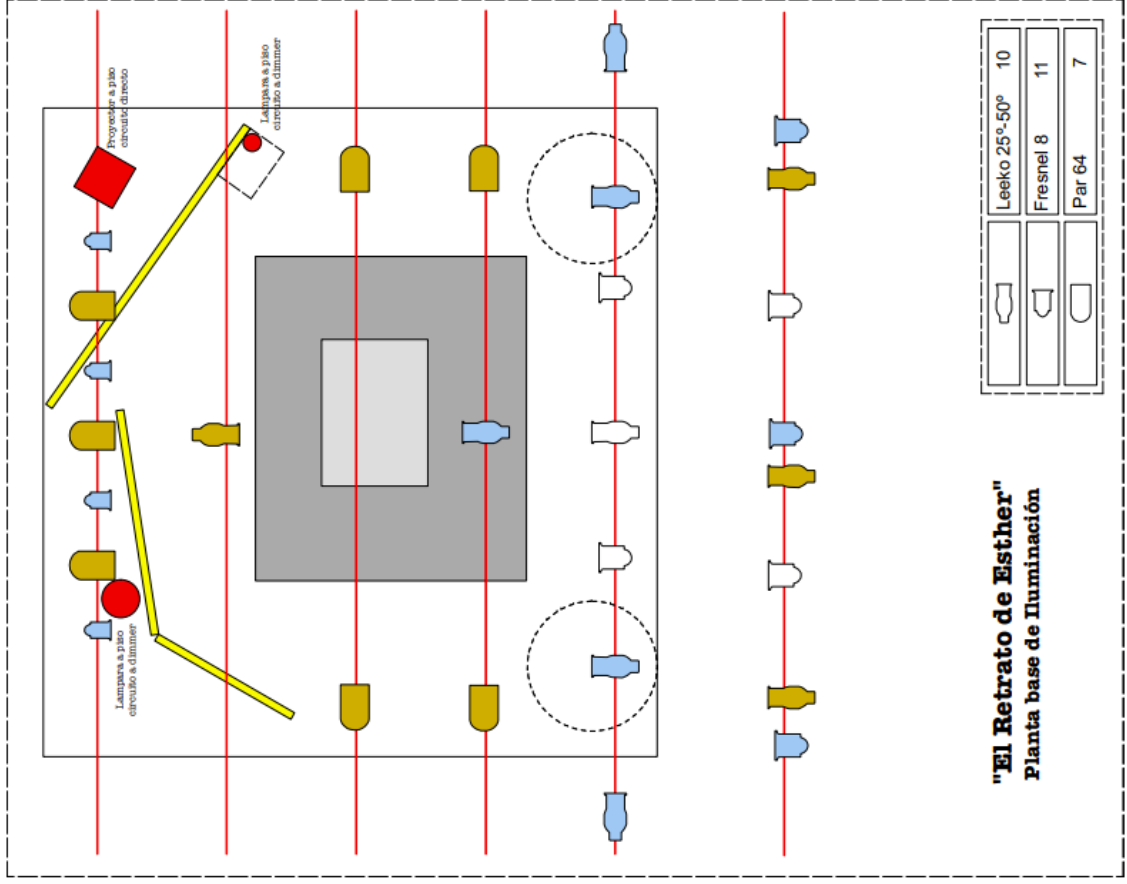 Proyector a piso
circuito directo
Lampara a piso
circuito a dimmer
Lampara a piso
circuito a dimmer
"El Retrato de Esther"
Planta base de Iluminación
Leeko 25º-50º 10
Fresnel 8 11
Par 64 7